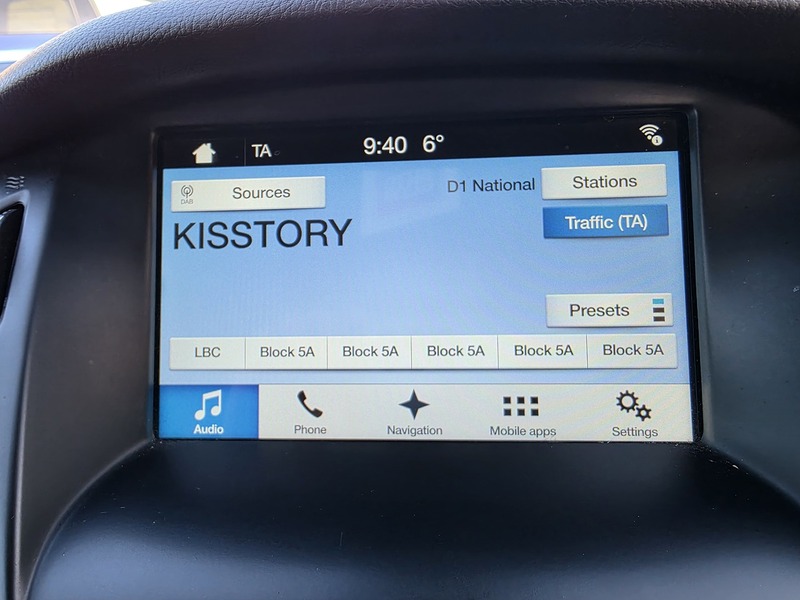 TA 9:40 6°
DAB Sources D1 National Stations
KISSTORY Traffic (TA)
Presets
LBC Block 5A Block 5A Block 5A Block 5A Block 5A
Audio Phone Navigation Mobile apps Settings